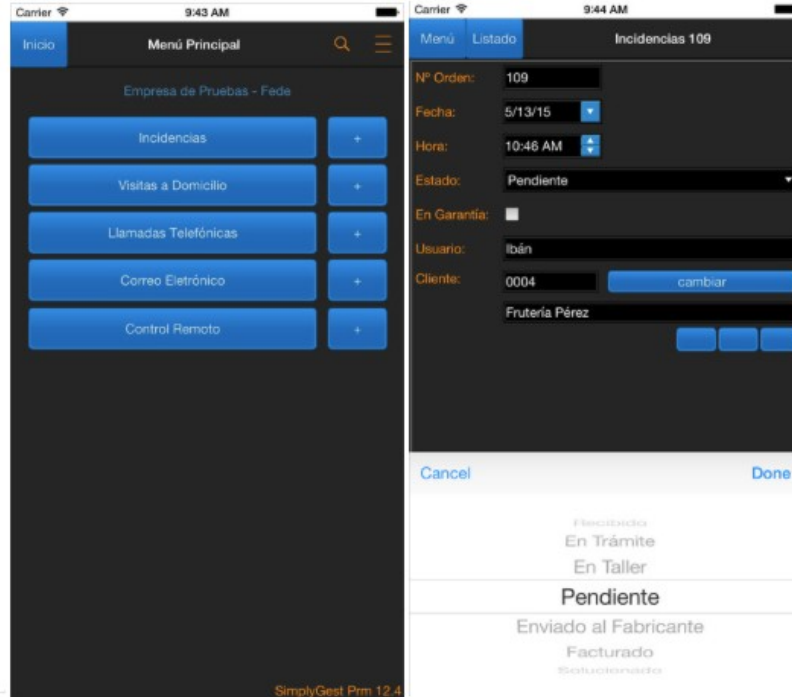 Carrier 9:43 AM
Inicio Menú Principal
Empresa de Pruebas - Fede
Incidencias +
Visitas a Domicilio +
Llamadas Telefónicas +
Correo Eletrónico +
Control Remoto +
SimplyGest Prm 12.4
Carrier 9:44 AM
Menú Listado Incidencias 109
Nº Orden: 109
Fecha: 5/13/15
Hora: 10:46 AM
Estado: Pendiente
En Garantía:
Usuario: Ibán
Cliente: 0004 cambiar
Frutería Pérez
Cancel Done
Recibido
En Trámite
En Taller
Pendiente
Enviado al Fabricante
Facturado
Solucionado